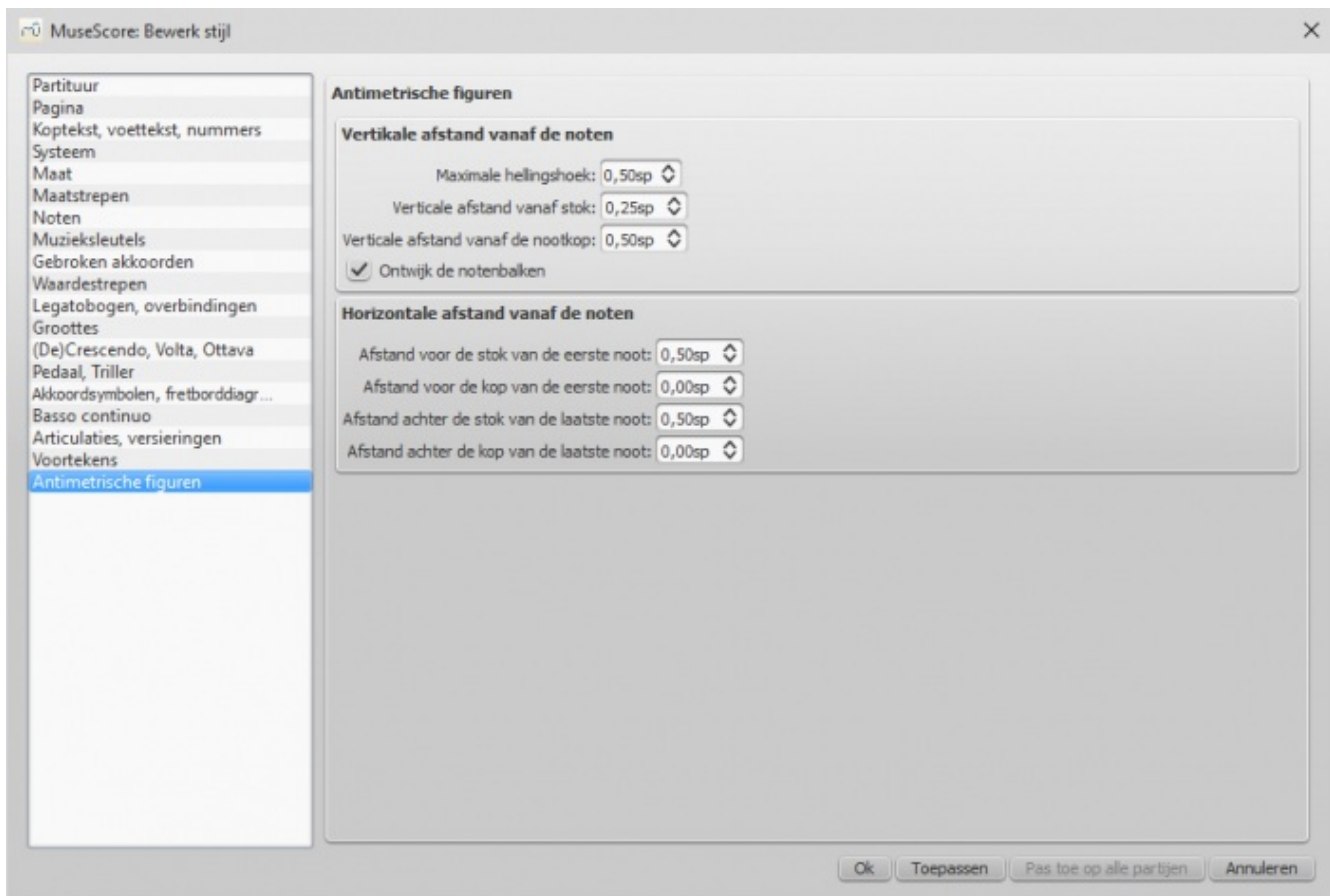 MuseScore: Bewerk stijl
Partituur
Pagina
Koptekst, voettekst, nummers
Systeem
Maat
Maatstrepen
Noten
Muzieksleutels
Gebroken akkoorden
Waardestrepen
Legatobogen, overbindingen
Groottes
(De)Crescendo, Volta, Ottava
Pedaal, Triller
Akkoordsymbolen, fretborddiagr...
Basso continuo
Articulaties, versieringen
Voortekens
Antimetrische figuren
Antimetrische figuren
Vertikale afstand vanaf de noten
Maximale hellingshoek: 0,50sp
Verticale afstand vanaf stok: 0,25sp
Verticale afstand vanaf de nootkop: 0,50sp
Ontwijk de notenbalken
Horizontale afstand vanaf de noten
Afstand voor de stok van de eerste noot: 0,50sp
Afstand voor de kop van de eerste noot: 0,00sp
Afstand achter de stok van de laatste noot: 0,50sp
Afstand achter de kop van de laatste noot: 0,00sp
Ok Toepassen Pas toe op alle partijen Annuleren